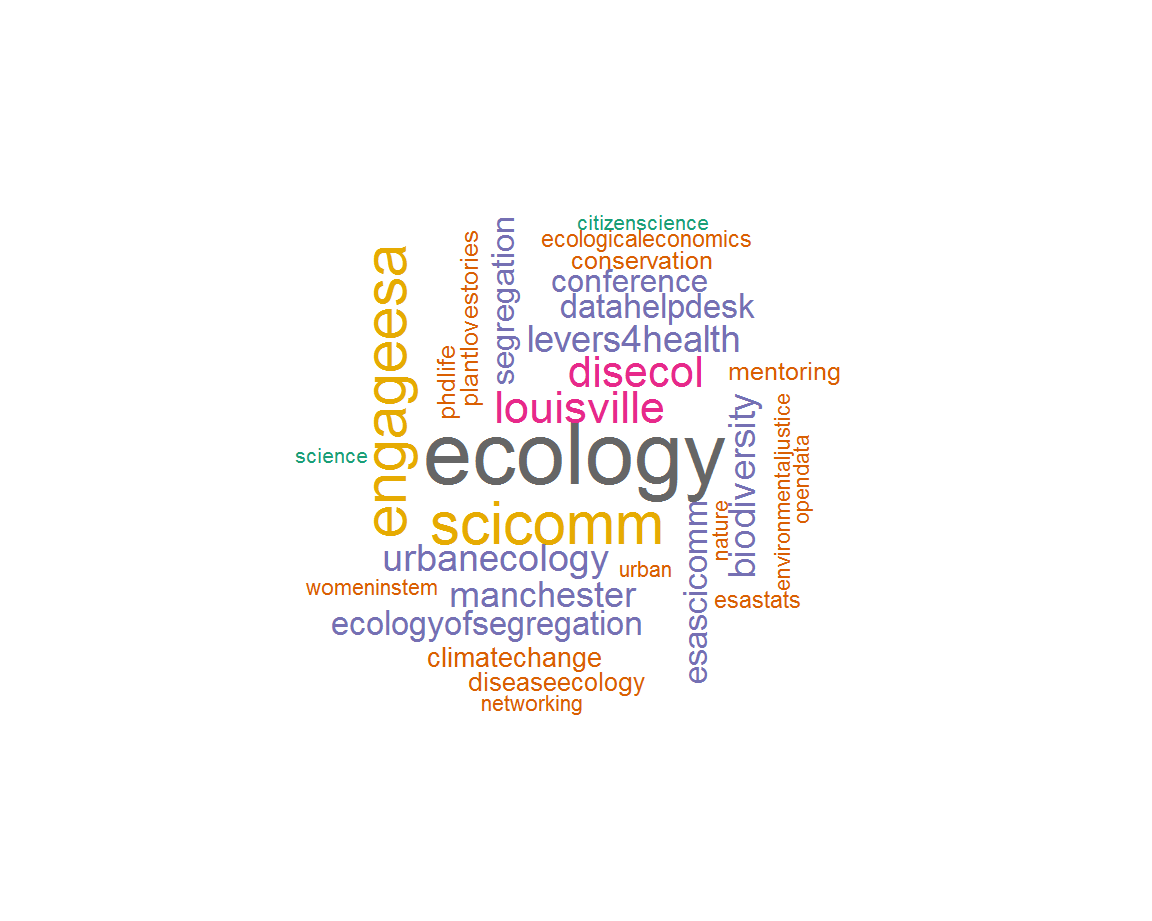 citizenscience
ecologicaleconomics
conservation
conference
datahelpdesk
levers4health
disecol
louisville
ecology
scicomm
urbanecology
urban
womeninstem
manchester
ecologyofsegregation
climatechange
diseaseecology
networking
science
engageesa
phdlife
plantlovestories
segregation
mentoring
biodiversity
environmentaljustice
opendata
nature
esascicomm
esastats